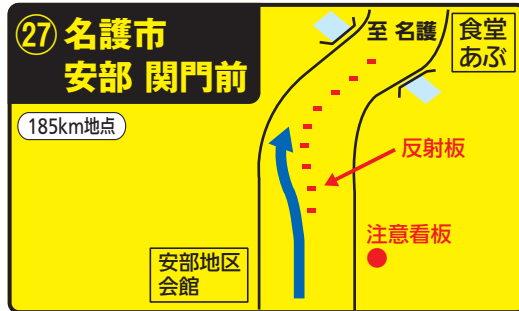 ㉗ 名護市
安部 関門前
185km地点
至 名護
食堂
あぶ
反射板
注意看板
安部地区
会館